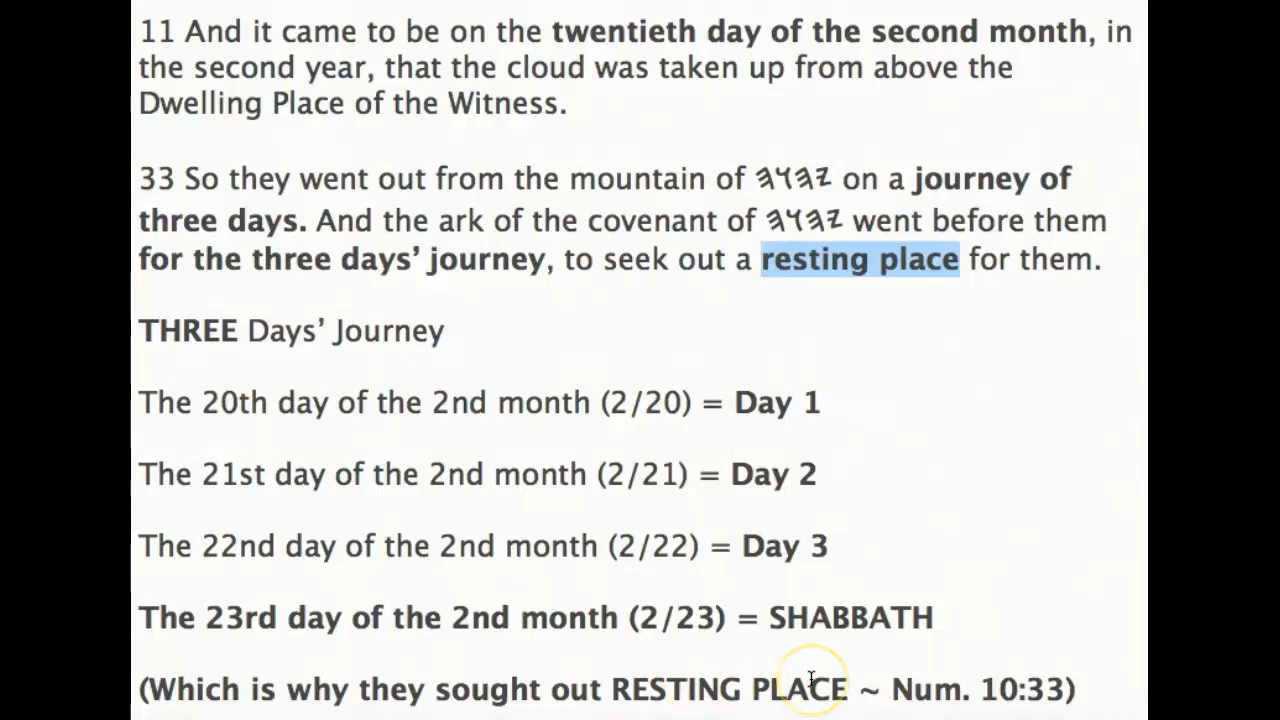 11 And it came to be on the twentieth day of the second month, in
the second year, that the cloud was taken up from above the
Dwelling Place of the Witness.
33 So they went out from the mountain of 𐤉𐤄𐤅𐤄 on a journey of
three days. And the ark of the covenant of 𐤉𐤄𐤅𐤄 went before them
for the three days’ journey, to seek out a resting place for them.
THREE Days’ Journey
The 20th day of the 2nd month (2/20) = Day 1
The 21st day of the 2nd month (2/21) = Day 2
The 22nd day of the 2nd month (2/22) = Day 3
The 23rd day of the 2nd month (2/23) = SHABBATH
(Which is why they sought out RESTING PLACE ~ Num. 10:33)